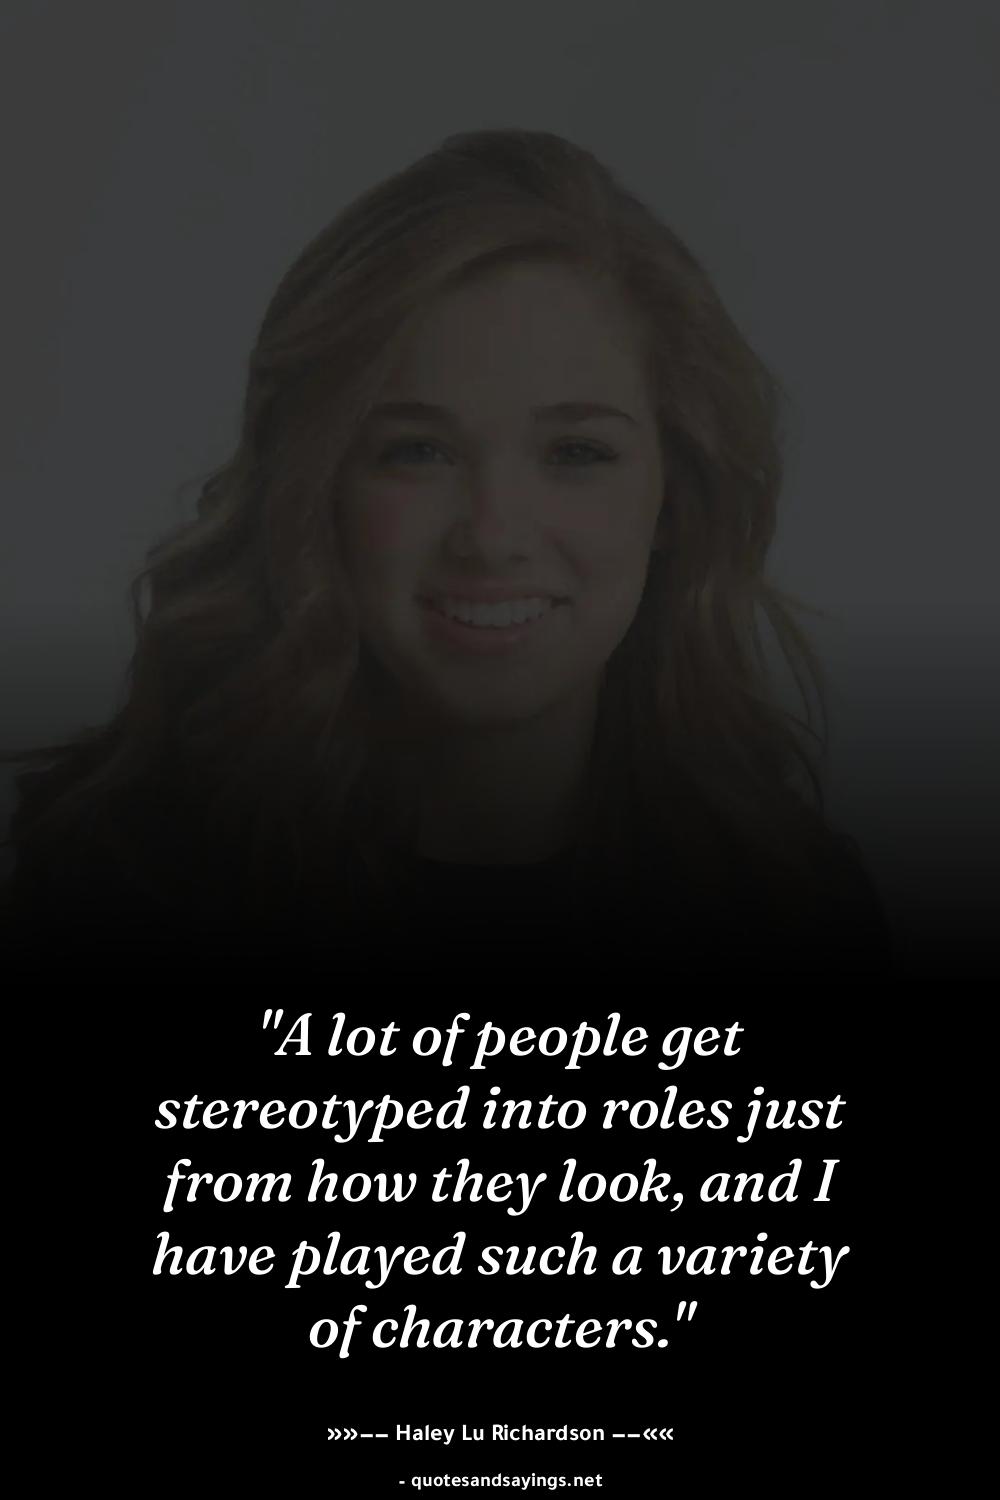 "A lot of people get
stereotyped into roles just
from how they look, and I
have played such a variety
of characters."
»»−− Haley Lu Richardson −−««
- quotesandsayings.net